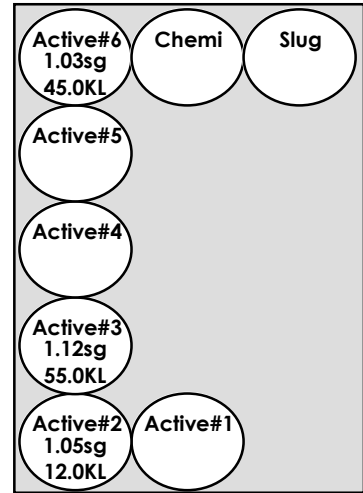 Active#6
1.03sg
45.0KL
Chemi
Slug
Active#5
Active#4
Active#3
1.12sg
55.0KL
Active#2
1.05sg
12.0KL
Active#1